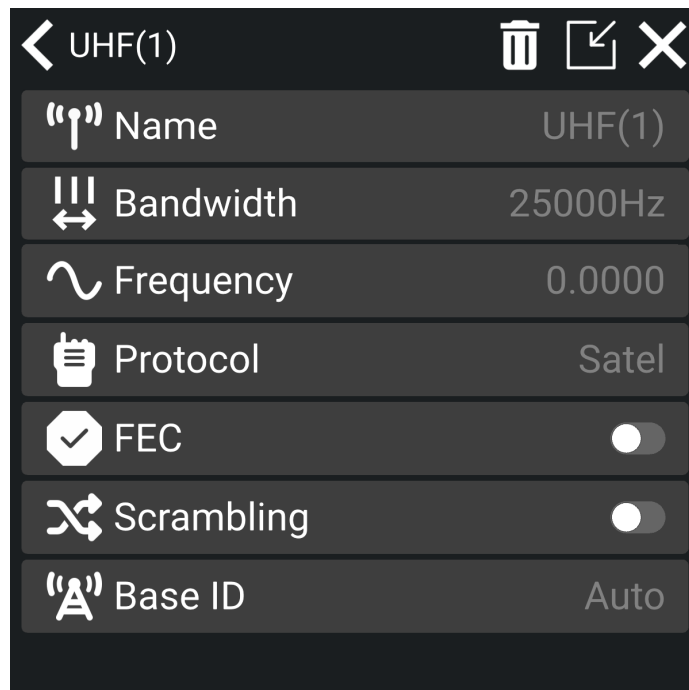 UHF(1)
Name UHF(1)
Bandwidth 25000Hz
Frequency 0.0000
Protocol Satel
FEC
Scrambling
Base ID Auto